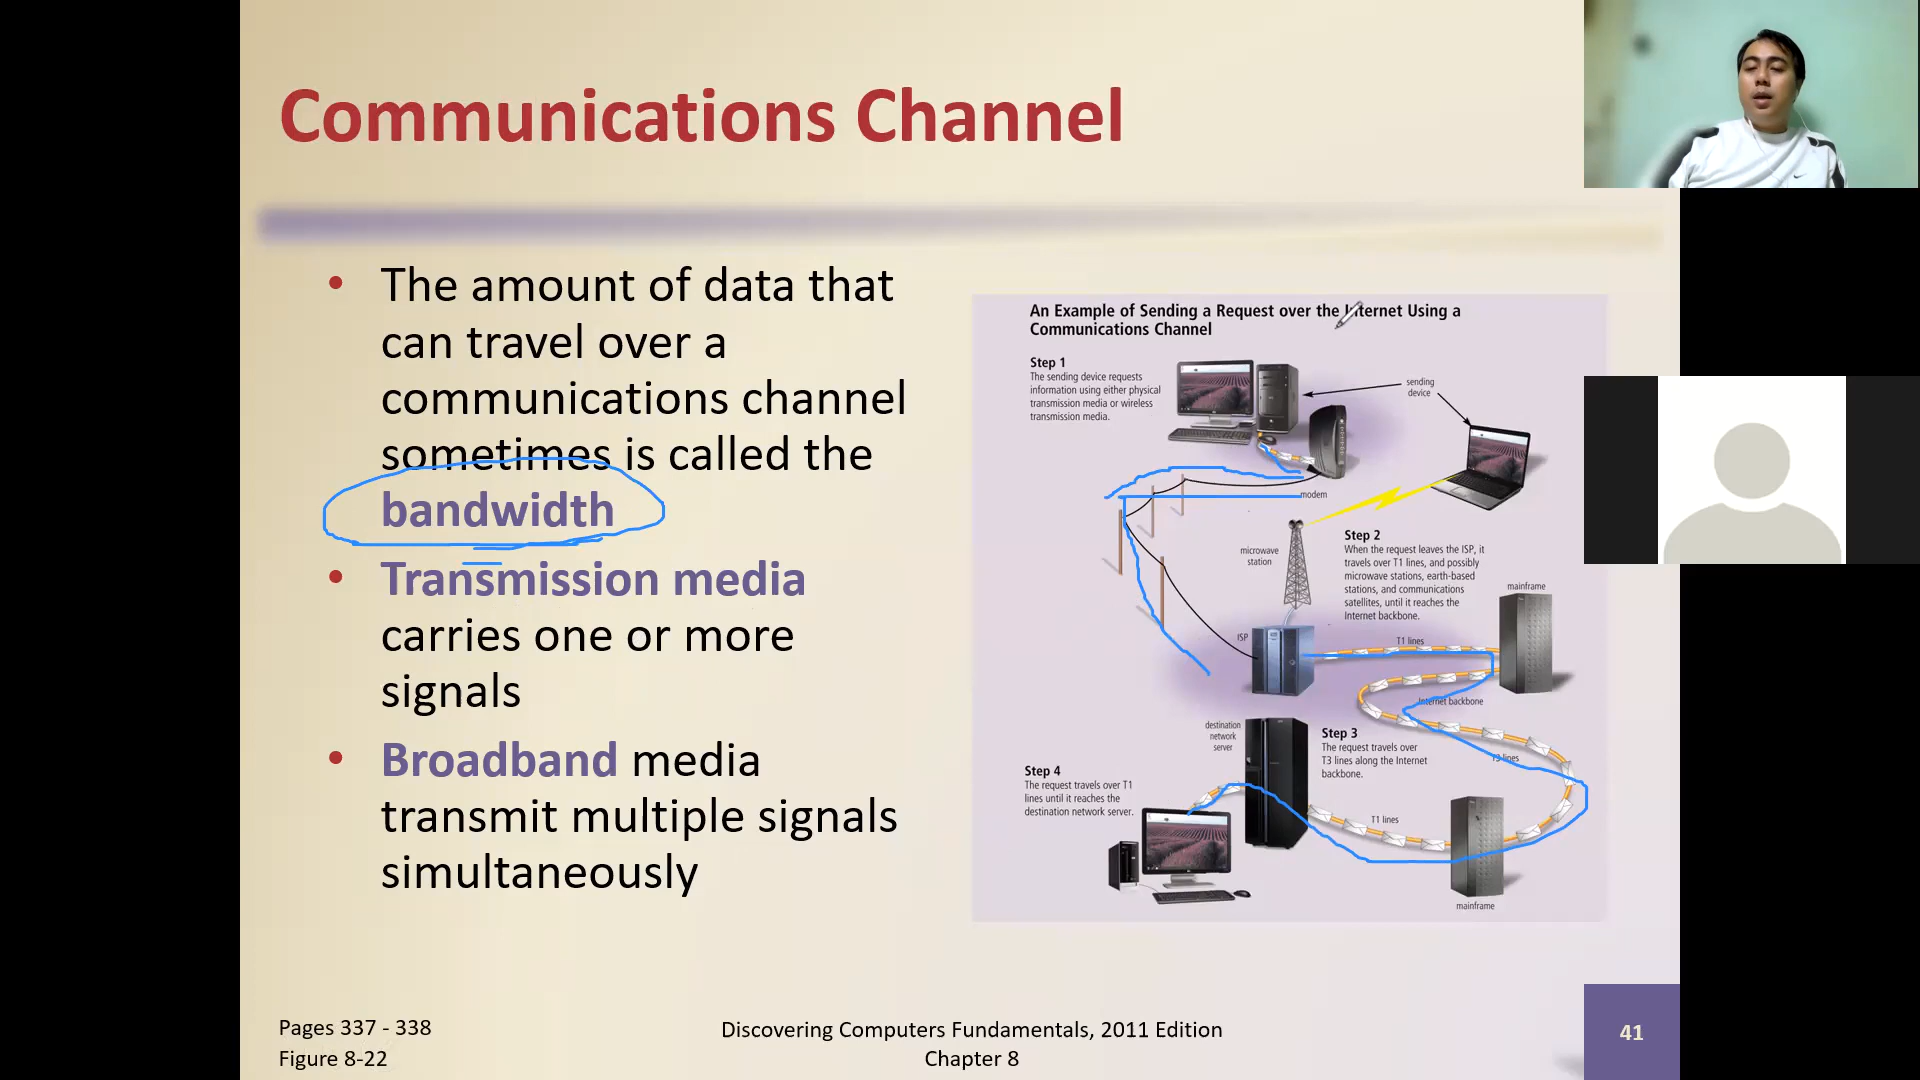 Communications Channel
• The amount of data that
can travel over a
communications channel
sometimes is called the
bandwidth
• Transmission media
carries one or more
signals
• Broadband media
transmit multiple signals
simultaneously
An Example of Sending a Request over the Internet Using a
Communications Channel
Step 1
The sending device requests
information using either physical
transmission media or wireless
transmission media.
sending
device
modem
microwave
station
Step 2
When the request leaves the ISP, it
travels over T1 lines, and possibly
microwave stations, earth-based
stations, and communications
satellites, until it reaches the
Internet backbone.
mainframe
ISP
T1 lines
Internet backbone
T3 lines
destination
network
server
Step 3
The request travels over
T3 lines along the Internet
backbone.
Step 4
The request travels over T1
lines until it reaches the
destination network server.
T1 lines
mainframe
Pages 337 - 338
Figure 8-22
Discovering Computers Fundamentals, 2011 Edition
Chapter 8
41